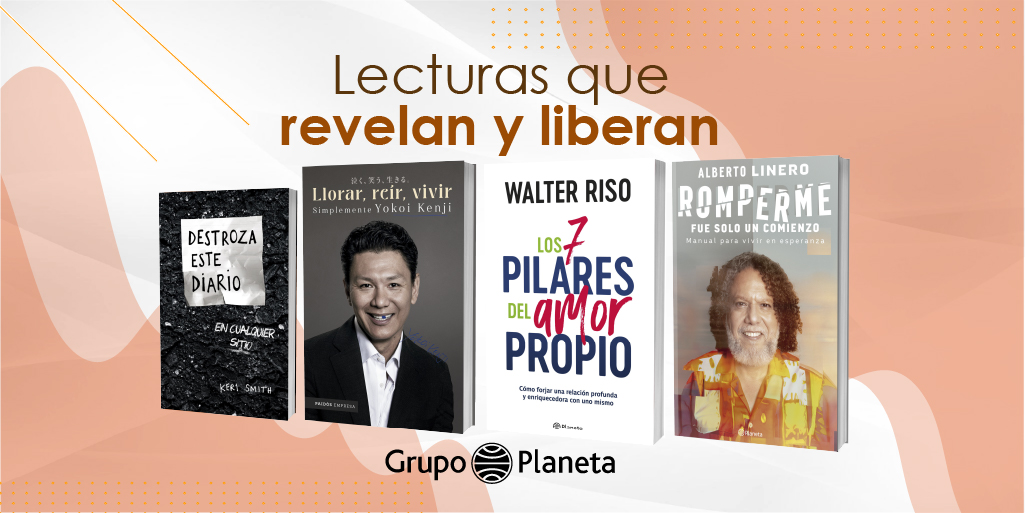 Lecturas que
revelan y liberan
DESTROZA
ESTE
DIARIO
EN CUALQUIER
SITIO
KERI SMITH
泣く、笑う、生きる。
Llorar, reír, vivir
Simplemente Yokoi Kenji
PAIDÓS EMPRESA
WALTER RISO
LOS 7
PILARES
DEL amor
PROPIO
Cómo forjar una relación profunda
y enriquecedora con uno mismo
ALBERTO LINERO
ROMPERME
FUE SOLO UN COMIENZO
Manual para vivir en esperanza
Planeta
Grupo Planeta